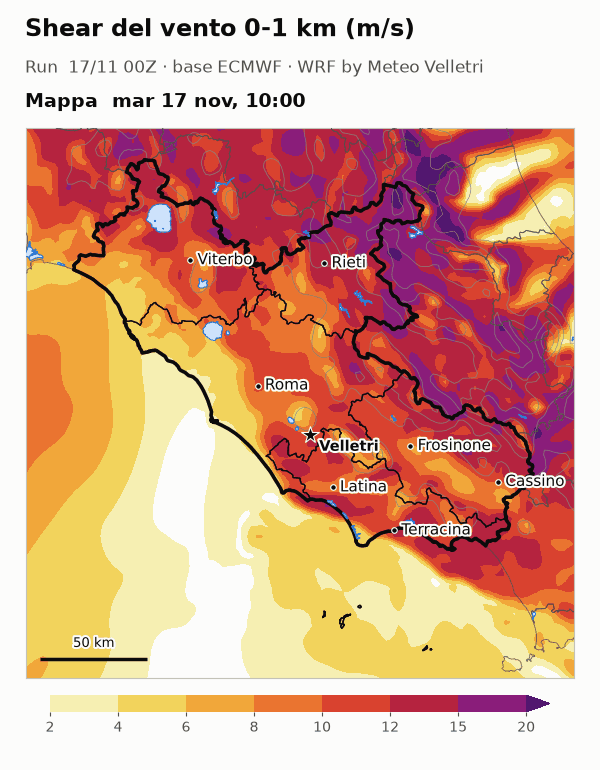 Shear del vento 0-1 km (m/s)
Run 17/11 00Z · base ECMWF · WRF by Meteo Velletri
Mappa mar 17 nov, 10:00
Viterbo
Rieti
Roma
Velletri
Frosinone
Latina
Cassino
Terracina
50 km
2 4 6 8 10 12 15 20